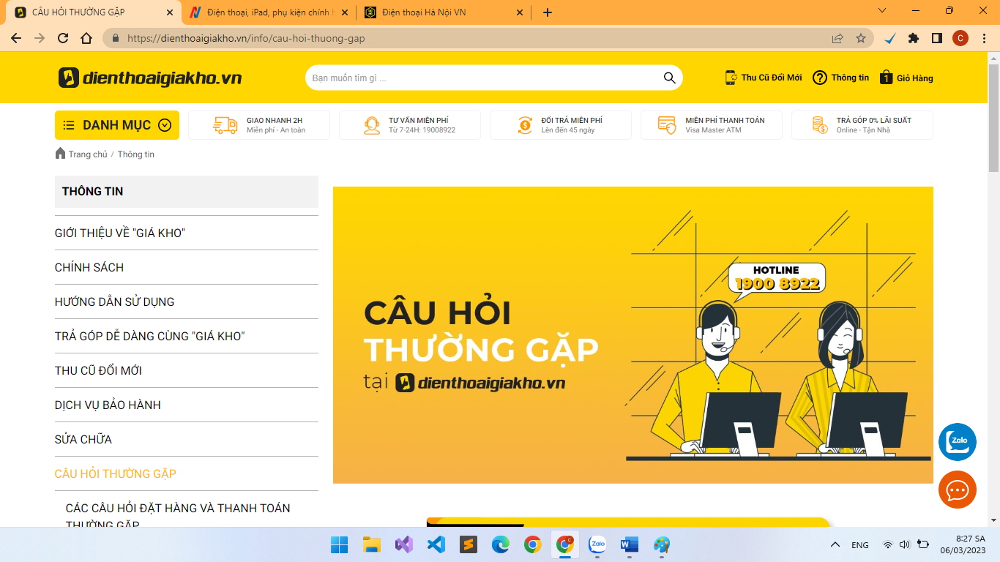 CÂU HỎI THƯỜNG GẶP
Điện thoại, iPad, phụ kiện chính h
Điện thoại Hà Nội VN
https://dienthoaigiakho.vn/info/cau-hoi-thuong-gap
C
dienthoaigiakho.vn
Bạn muốn tìm gì ...
Thu Cũ Đổi Mới
Thông tin
1
Giỏ Hàng
DANH MỤC
GIAO NHANH 2H
Miễn phí - An toàn
TƯ VẤN MIỄN PHÍ
Từ 7-24H: 19008922
ĐỔI TRẢ MIỄN PHÍ
Lên đến 45 ngày
MIỄN PHÍ THANH TOÁN
Visa Master ATM
TRẢ GÓP 0% LÃI SUẤT
Online - Tận Nhà
Trang chủ / Thông tin
THÔNG TIN
GIỚI THIỆU VỀ "GIÁ KHO"
CHÍNH SÁCH
HƯỚNG DẪN SỬ DỤNG
TRẢ GÓP DỄ DÀNG CÙNG "GIÁ KHO"
THU CŨ ĐỔI MỚI
DỊCH VỤ BẢO HÀNH
SỬA CHỮA
CÂU HỎI THƯỜNG GẶP
CÁC CÂU HỎI ĐẶT HÀNG VÀ THANH TOÁN
THƯỜNG GẶP
HOTLINE
1900 8922
CÂU HỎI
THƯỜNG GẶP
tại dienthoaigiakho.vn
Zalo
C
Zalo
ENG
8:27 SA
06/03/2023